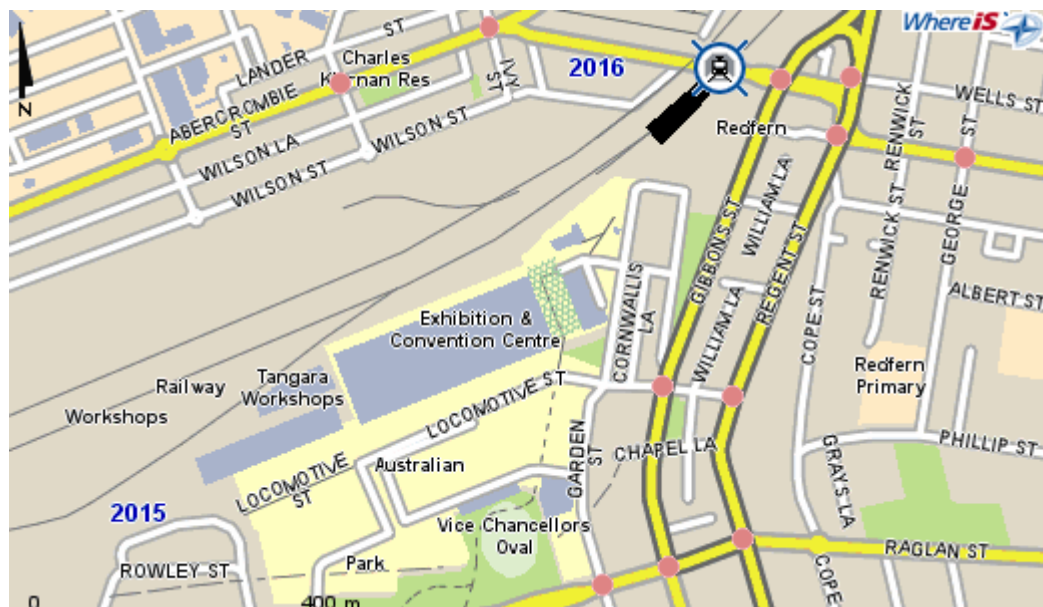 WhereiS
2016
LANDER
ST
Charles
Kiernan Res
IVY
ST
ABERCROMBIE
ST
WILSON LA
WILSON ST
WILSON ST
N
WELLS ST
Redfern
RENWICK ST
RENWICK ST
GEORGE ST
WILLIAM LA
GIBBONS ST
REGENT ST
WILLIAM LA
CORNWALLIS
LA
COPE ST
ALBERT ST
Exhibition &
Convention Centre
Redfern
Primary
Tangara
Workshops
Railway
Workshops
LOCOMOTIVE ST
LOCOMOTIVE
ST
Australian
GARDEN
ST
CHAPEL LA
PHILLIP ST
GRAYS LA
2015
Vice Chancellors
Oval
Park
ROWLEY ST
RAGLAN ST
COPE
0
400 m